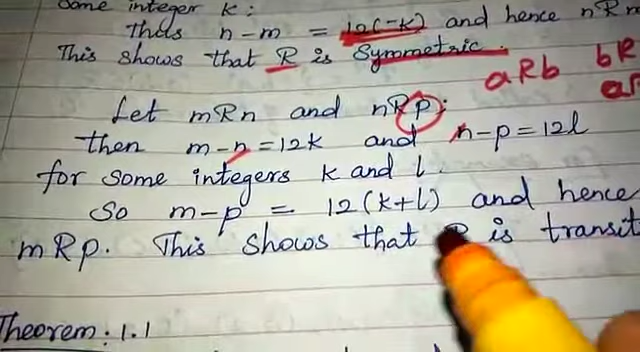 some integer k:
Thus n-m = 12(-k) and hence nRm
This shows that R is Symmetric.
aRb bR
Let mRn and nRp;
then m-n = 12k and n-p = 12l
for some integers k and l.
So m-p = 12(k+l) and hence
mRp. This shows that R is transit
Theorem: 1.1